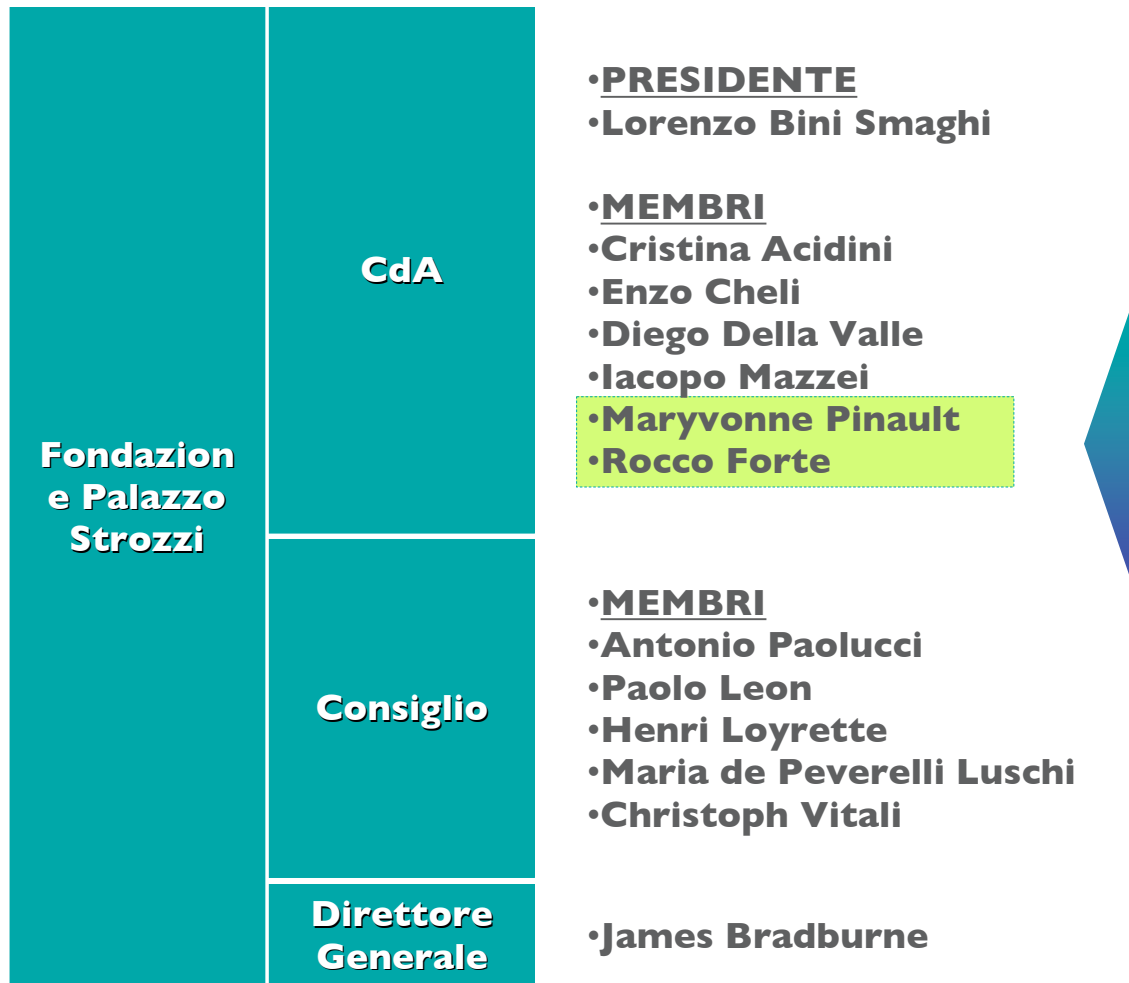 Fondazion
e Palazzo
Strozzi
CdA
•PRESIDENTE
•Lorenzo Bini Smaghi
•MEMBRI
•Cristina Acidini
•Enzo Cheli
•Diego Della Valle
•Iacopo Mazzei
•Maryvonne Pinault
•Rocco Forte
Consiglio
•MEMBRI
•Antonio Paolucci
•Paolo Leon
•Henri Loyrette
•Maria de Peverelli Luschi
•Christoph Vitali
Direttore
Generale
•James Bradburne